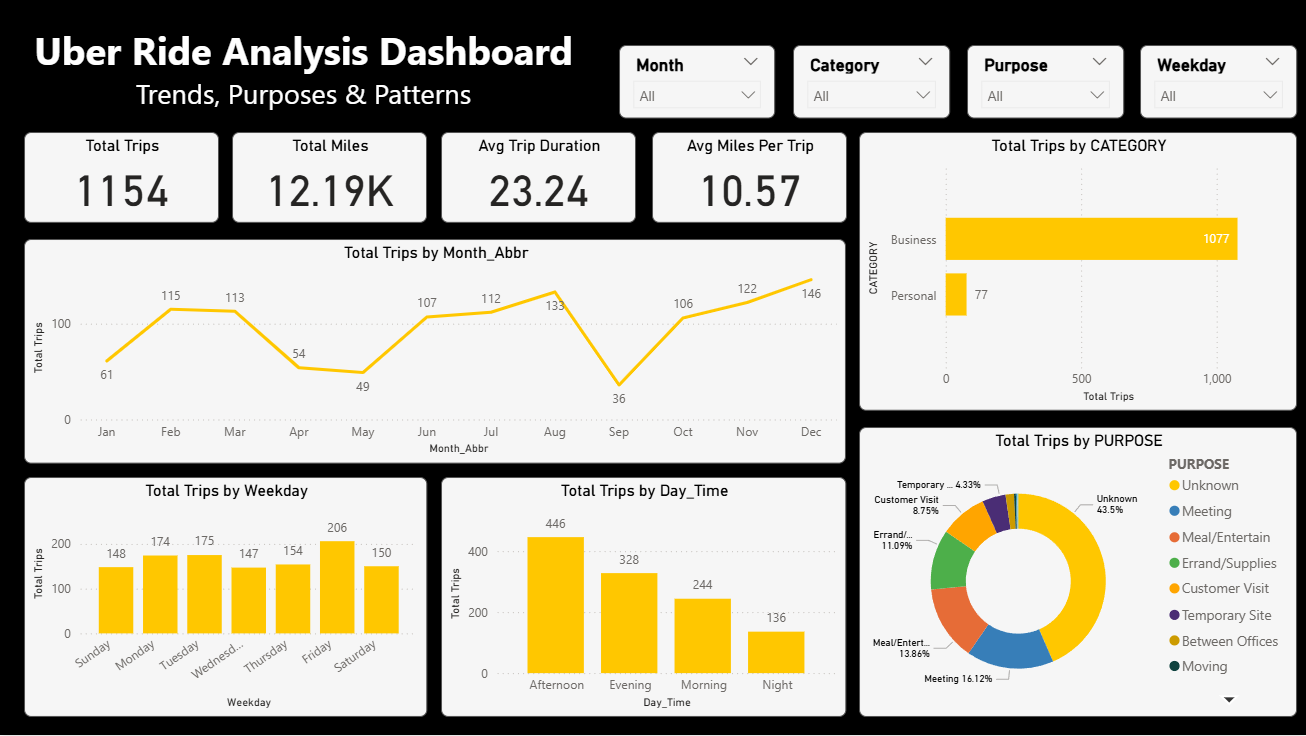 Uber Ride Analysis Dashboard
Trends, Purposes & Patterns
Month
All
Category
All
Purpose
All
Weekday
All
Total Trips
1154
Total Miles
12.19K
Avg Trip Duration
23.24
Avg Miles Per Trip
10.57
Total Trips by CATEGORY
CATEGORY
Business
1077
Personal
77
0
500
1,000
Total Trips
Total Trips by Month_Abbr
Total Trips
100
0
61
115
113
54
49
107
112
133
36
106
122
146
Jan
Feb
Mar
Apr
May
Jun
Jul
Aug
Sep
Oct
Nov
Dec
Month_Abbr
Total Trips by Weekday
Total Trips
200
100
0
148
174
175
147
154
206
150
Sunday
Monday
Tuesday
Wednesd...
Thursday
Friday
Saturday
Weekday
Total Trips by Day_Time
Total Trips
400
200
0
446
328
244
136
Afternoon
Evening
Morning
Night
Day_Time
Total Trips by PURPOSE
Temporary ... 4.33%
Customer Visit
8.75%
Errand/...
11.09%
Meal/Entert...
13.86%
Meeting 16.12%
Unknown
43.5%
PURPOSE
Unknown
Meeting
Meal/Entertain
Errand/Supplies
Customer Visit
Temporary Site
Between Offices
Moving